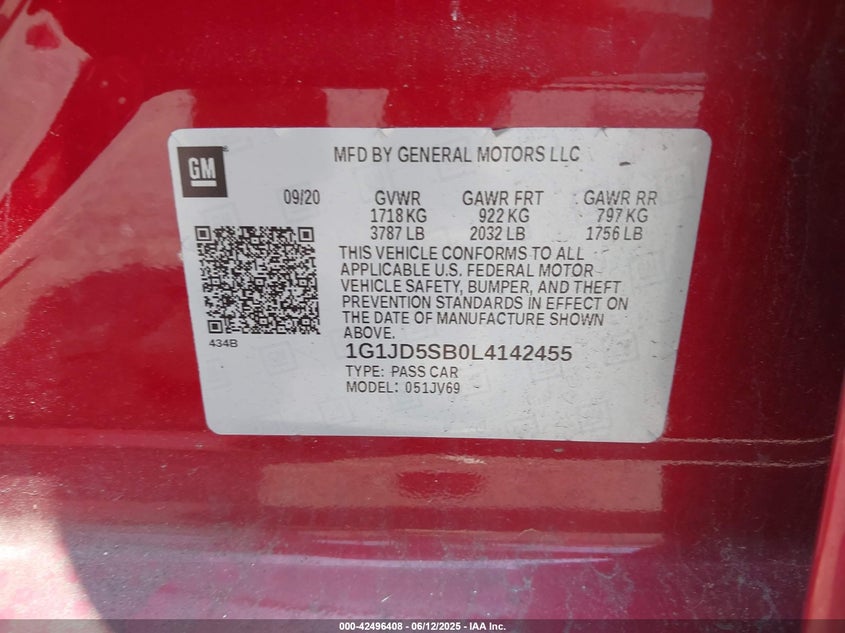 GM
MFD BY GENERAL MOTORS LLC
09/20 GVWR GAWR FRT GAWR RR
1718 KG 922 KG 797 KG
3787 LB 2032 LB 1756 LB
THIS VEHICLE CONFORMS TO ALL
APPLICABLE U.S. FEDERAL MOTOR
VEHICLE SAFETY, BUMPER, AND THEFT
PREVENTION STANDARDS IN EFFECT ON
THE DATE OF MANUFACTURE SHOWN
ABOVE.
434B
1G1JD5SB0L4142455
TYPE: PASS CAR
MODEL: 051JV69
000-42496408 - 06/12/2025 - IAA Inc.